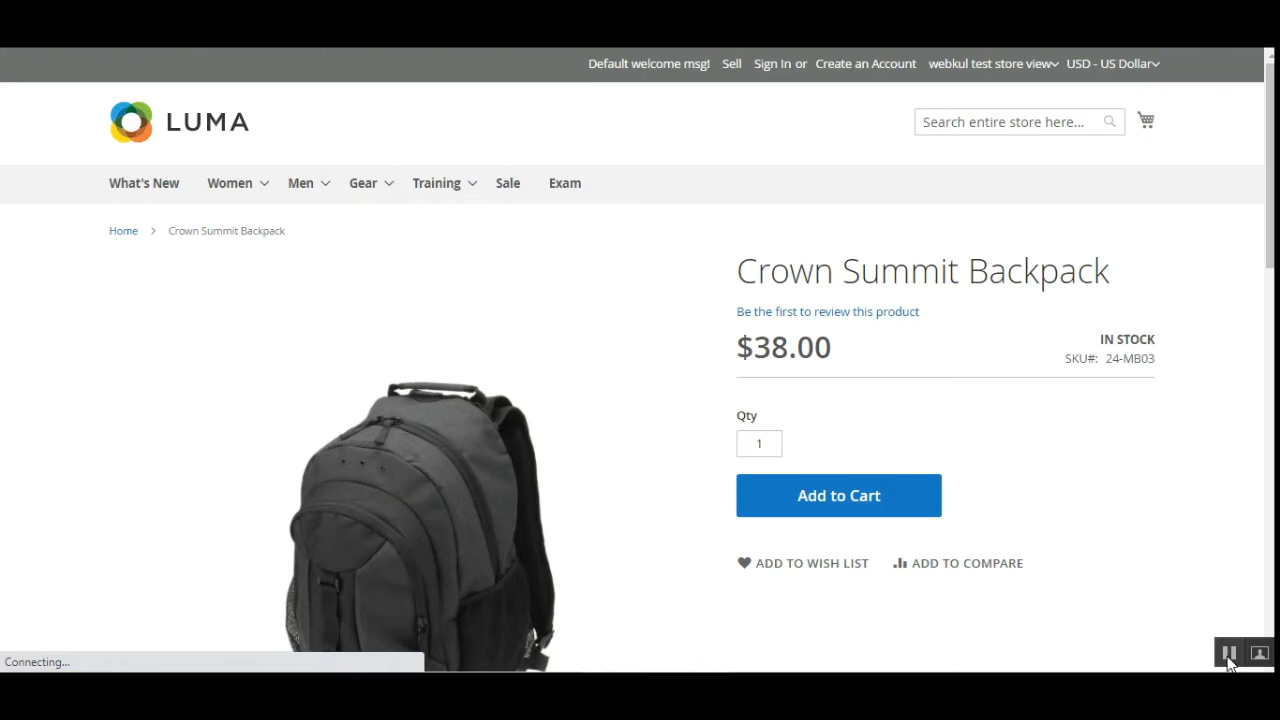 Default welcome msg! Sell Sign In or Create an Account webkul test store view USD - US Dollar
LUMA
Search entire store here...
What's New Women Men Gear Training Sale Exam
Home Crown Summit Backpack
Crown Summit Backpack
Be the first to review this product
$38.00
IN STOCK
SKU#: 24-MB03
Qty
1
Add to Cart
ADD TO WISH LIST ADD TO COMPARE
Connecting...